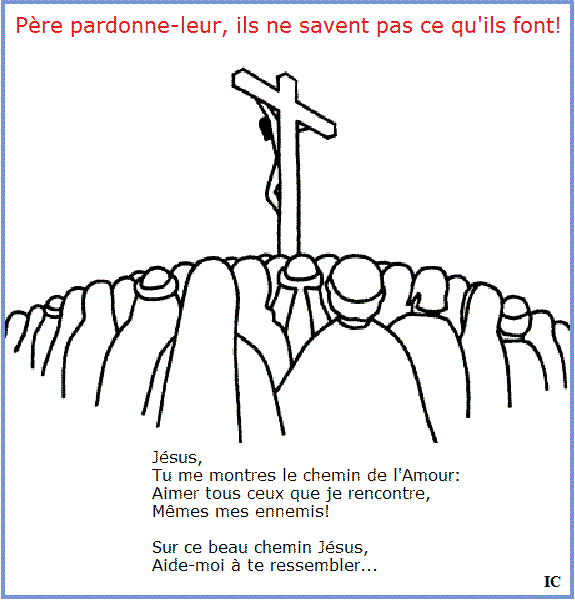 Père pardonne-leur, ils ne savent pas ce qu'ils font!
Jésus,
Tu me montres le chemin de l'Amour:
Aimer tous ceux que je rencontre,
Mêmes mes ennemis!
Sur ce beau chemin Jésus,
Aide-moi à te ressembler...
IC